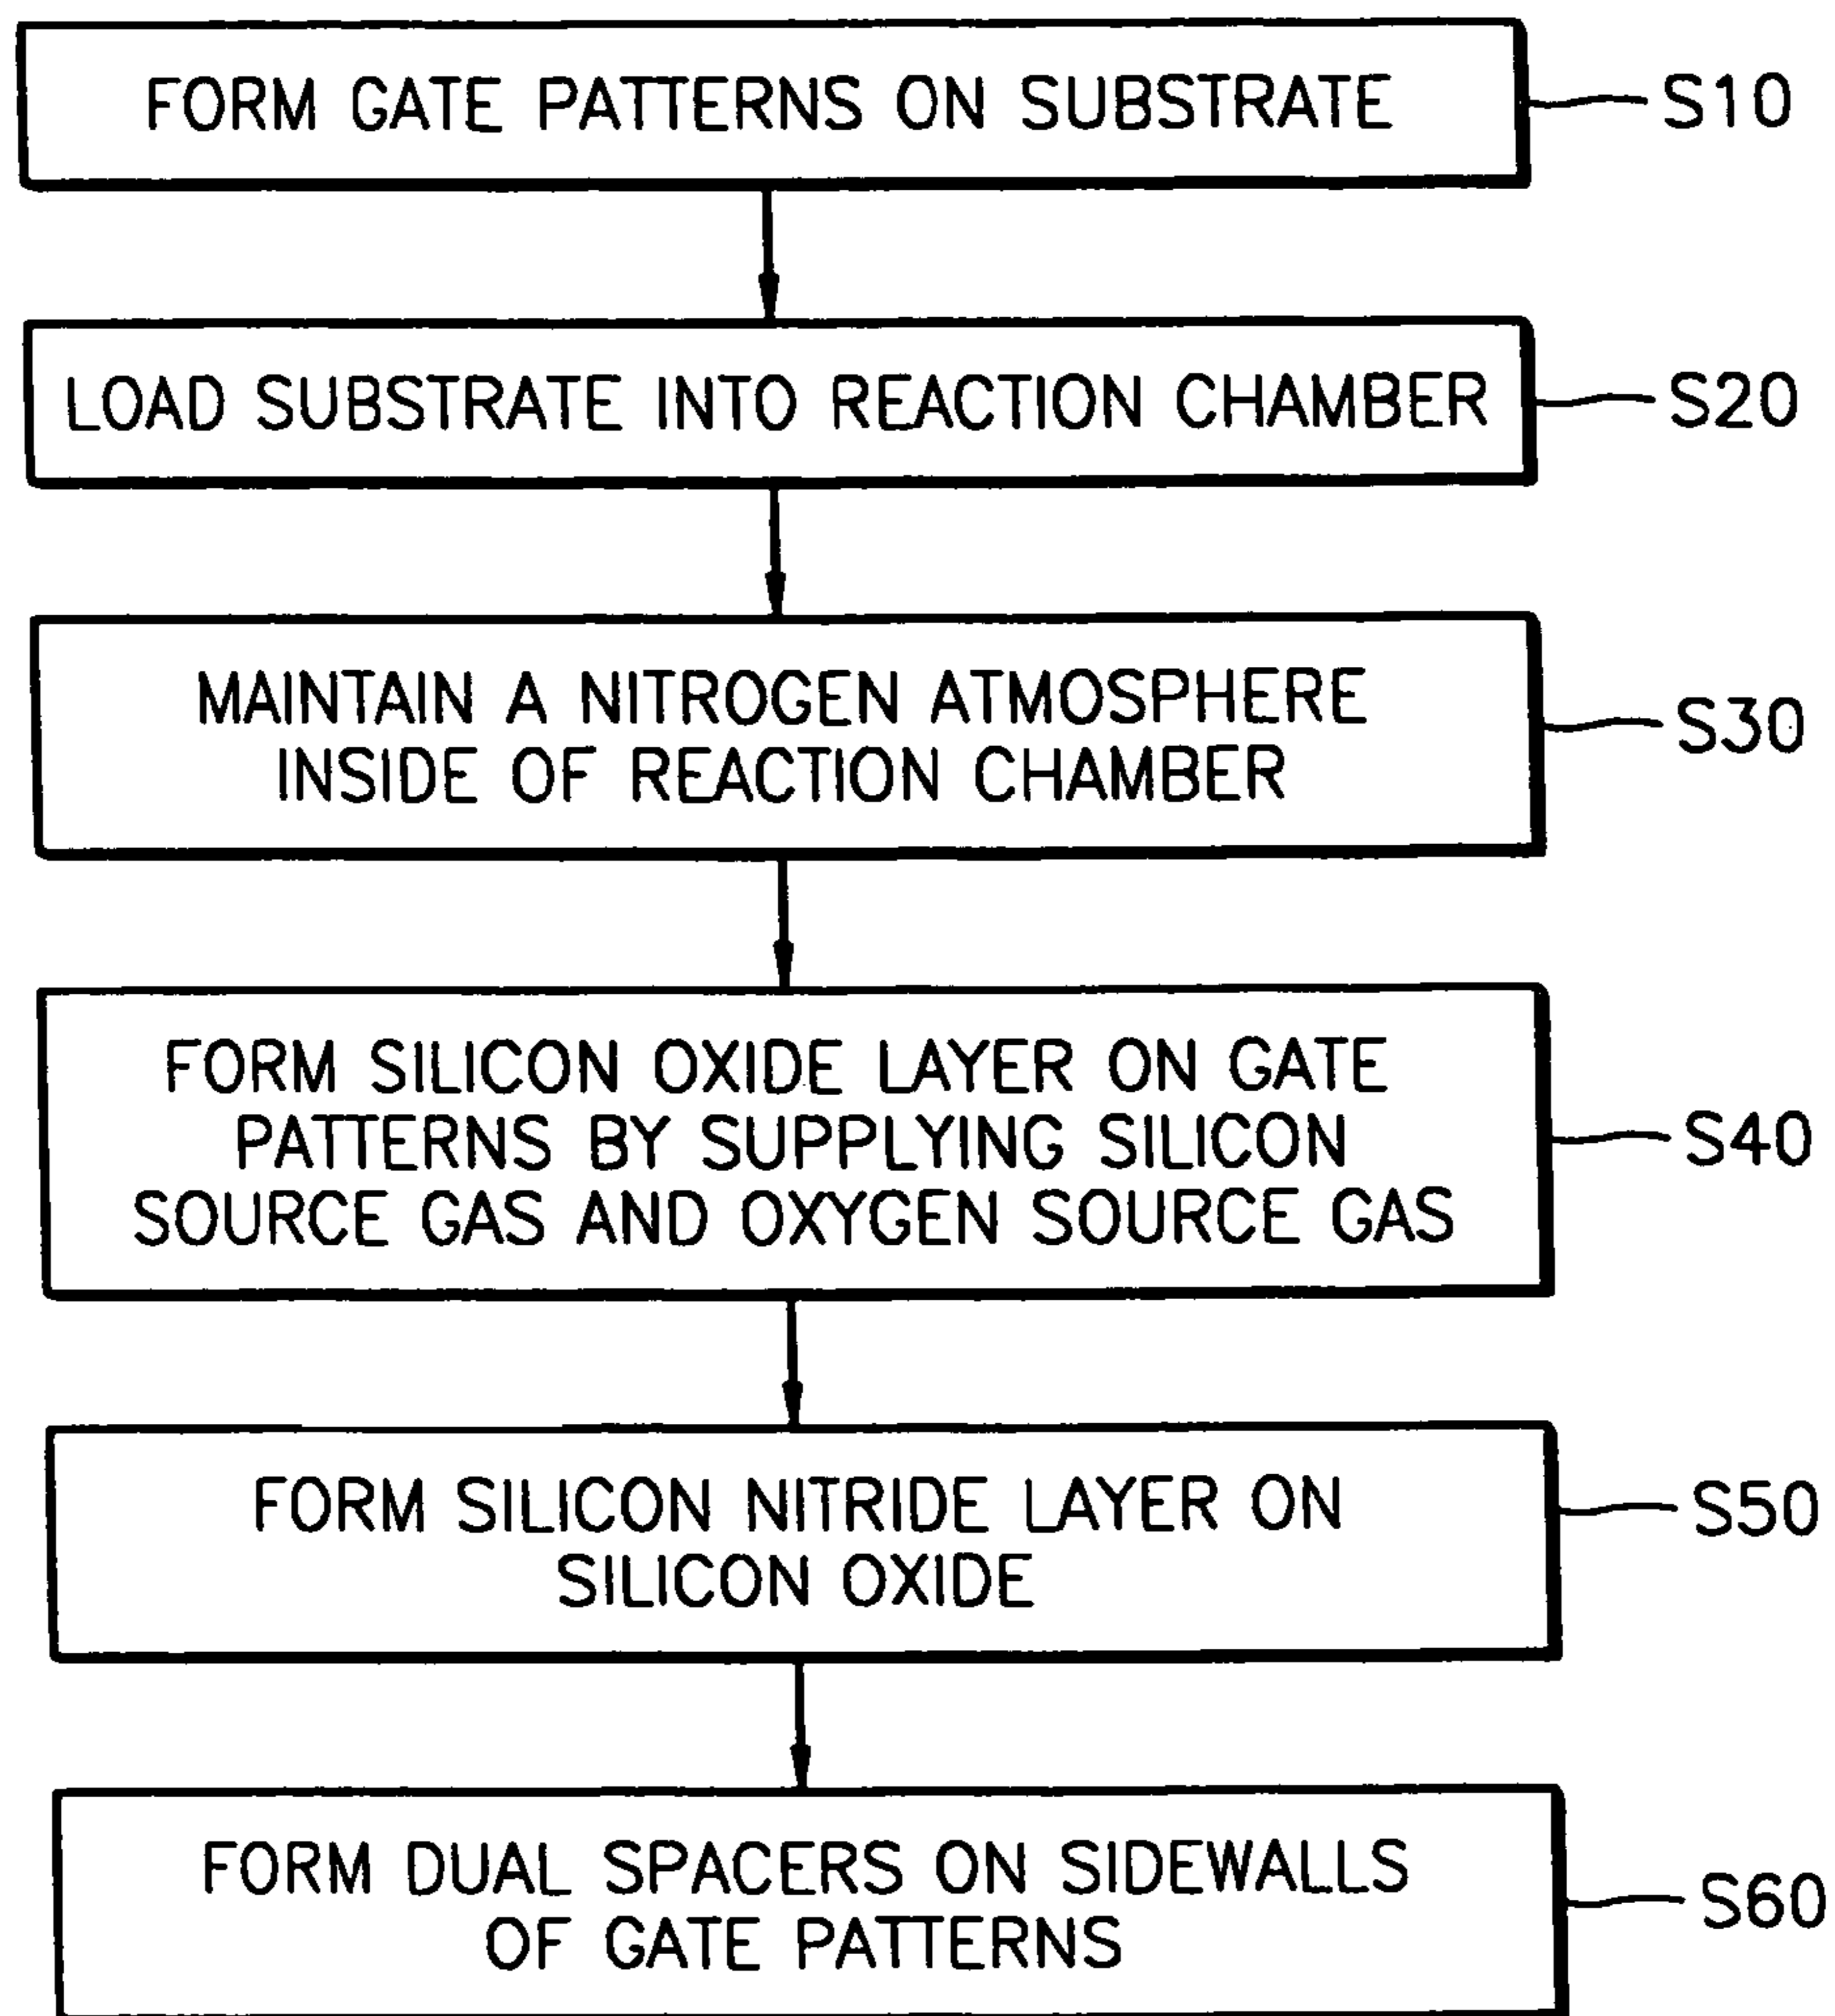 FORM GATE PATTERNS ON SUBSTRATE
S10
LOAD SUBSTRATE INTO REACTION CHAMBER
S20
MAINTAIN A NITROGEN ATMOSPHERE
INSIDE OF REACTION CHAMBER
S30
FORM SILICON OXIDE LAYER ON GATE
PATTERNS BY SUPPLYING SILICON
SOURCE GAS AND OXYGEN SOURCE GAS
S40
FORM SILICON NITRIDE LAYER ON
SILICON OXIDE
S50
FORM DUAL SPACERS ON SIDEWALLS
OF GATE PATTERNS
S60